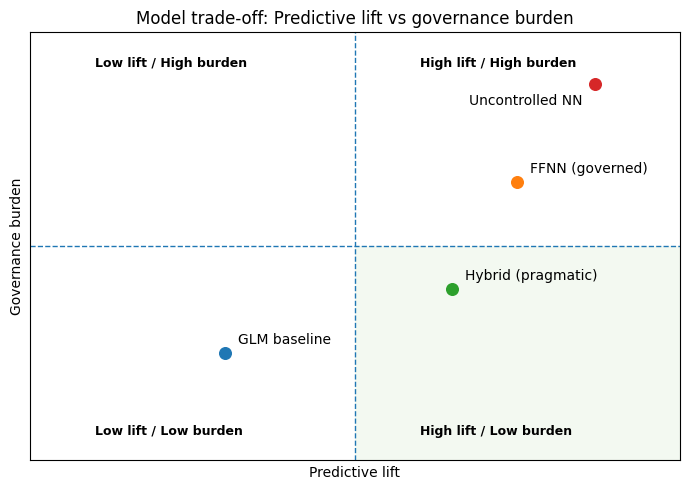 Model trade-off: Predictive lift vs governance burden
Low lift / High burden
High lift / High burden
Uncontrolled NN
FFNN (governed)
Governance burden
Hybrid (pragmatic)
GLM baseline
Low lift / Low burden
High lift / Low burden
Predictive lift